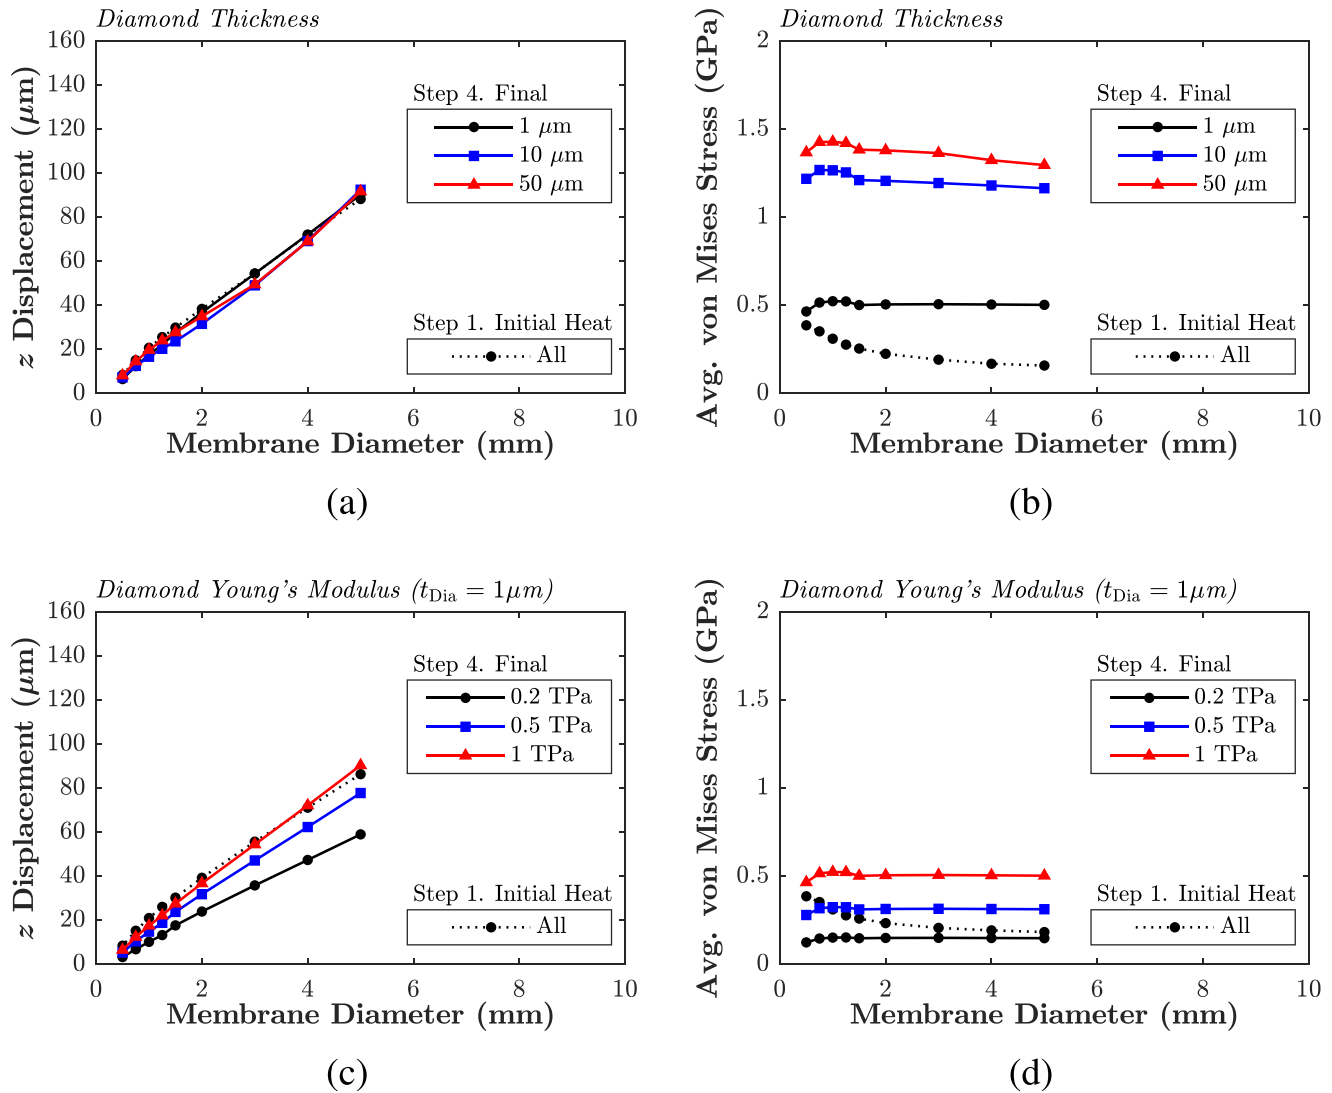 Diamond Thickness
160
140
120
100
80
60
40
20
0
z Displacement (μm)
Step 4. Final
1 μm
10 μm
50 μm
Step 1. Initial Heat
All
0 2 4 6 8 10
Membrane Diameter (mm)
(a)
Diamond Thickness
2
1.5
1
0.5
0
Avg. von Mises Stress (GPa)
Step 4. Final
1 μm
10 μm
50 μm
Step 1. Initial Heat
All
0 2 4 6 8 10
Membrane Diameter (mm)
(b)
Diamond Young's Modulus (tDia = 1μm)
160
140
120
100
80
60
40
20
0
z Displacement (μm)
Step 4. Final
0.2 TPa
0.5 TPa
1 TPa
Step 1. Initial Heat
All
0 2 4 6 8 10
Membrane Diameter (mm)
(c)
Diamond Young's Modulus (tDia = 1μm)
2
1.5
1
0.5
0
Avg. von Mises Stress (GPa)
Step 4. Final
0.2 TPa
0.5 TPa
1 TPa
Step 1. Initial Heat
All
0 2 4 6 8 10
Membrane Diameter (mm)
(d)